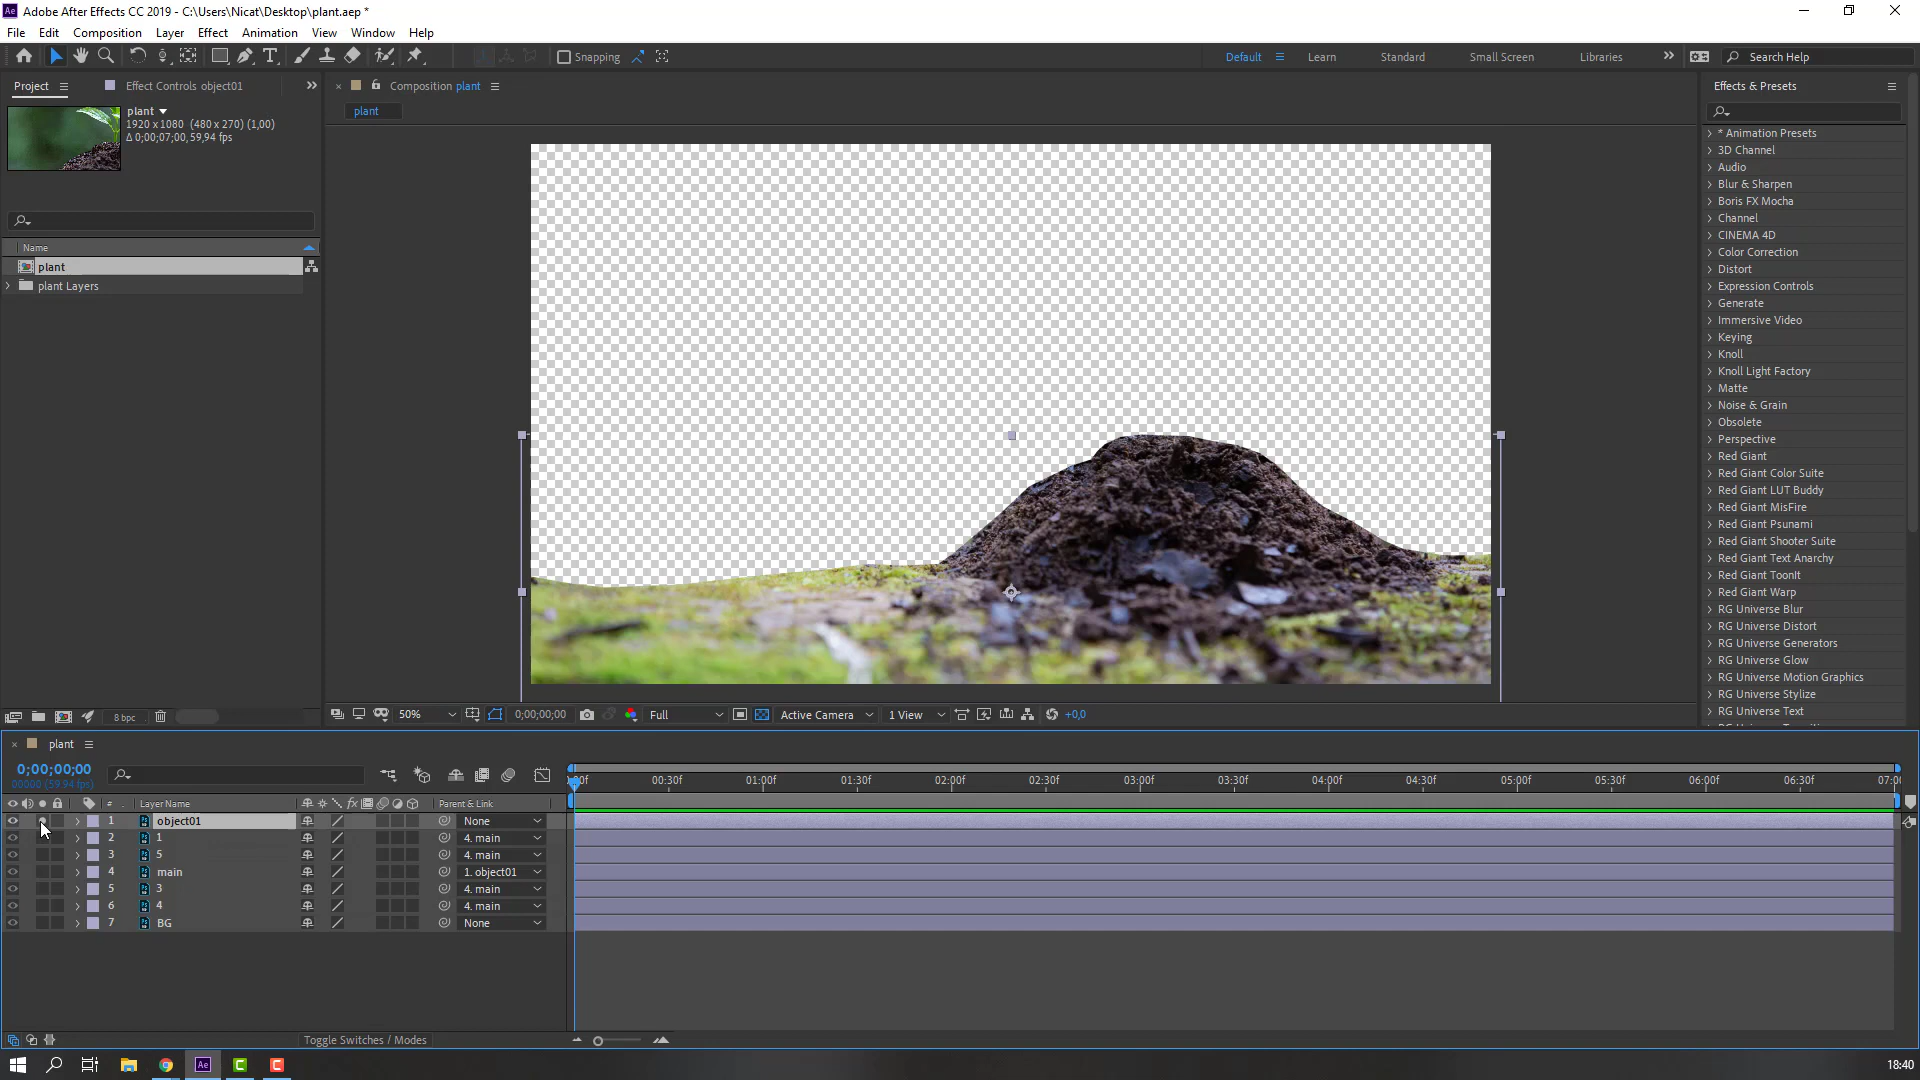 Adobe After Effects CC 2019 - C:\Users\Nicat\Desktop\plant.aep *
File Edit Composition Layer Effect Animation View Window Help
Snapping
Default Learn Standard Small Screen Libraries Search Help
Project Effect Controls object01
Composition plant
Effects & Presets
plant
1920 x 1080 (480 x 270) (1,00)
Δ 0;00;07;00, 59,94 fps
plant
Name
plant
plant Layers
* Animation Presets
3D Channel
Audio
Blur & Sharpen
Boris FX Mocha
Channel
CINEMA 4D
Color Correction
Distort
Expression Controls
Generate
Immersive Video
Keying
Knoll
Knoll Light Factory
Matte
Noise & Grain
Obsolete
Perspective
Red Giant
Red Giant Color Suite
Red Giant LUT Buddy
Red Giant MisFire
Red Giant Psunami
Red Giant Shooter Suite
Red Giant Text Anarchy
Red Giant ToonIt
Red Giant Warp
RG Universe Blur
RG Universe Distort
RG Universe Generators
RG Universe Glow
RG Universe Motion Graphics
RG Universe Stylize
RG Universe Text
8 bpc
50% 0;00;00;00 Full Active Camera 1 View +0,0
plant
0;00;00;00
00000 (59.94 fps)
00:30f 01:00f 01:30f 02:00f 02:30f 03:00f 03:30f 04:00f 04:30f 05:00f 05:30f 06:00f 06:30f
# Layer Name fx Parent & Link
1 object01 None
2 1 4. main
3 5 4. main
4 main 1. object01
5 3 4. main
6 4 4. main
7 BG None
Toggle Switches / Modes
18:40